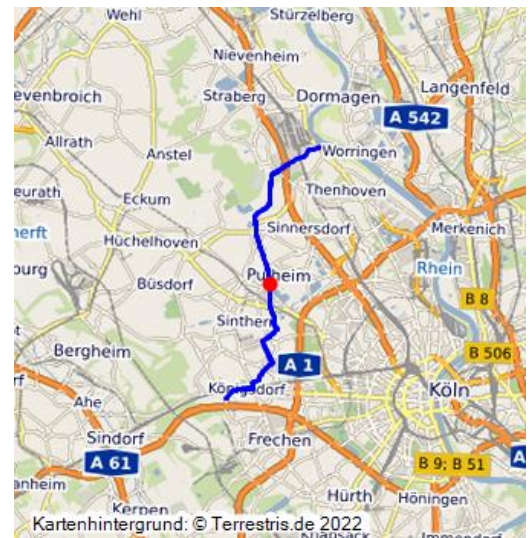 Wehl
Stürzelberg
Nievenheim
Straberg
Dormagen
Langenfeld
evenbroich
A 542
Allrath
Anstel
Worringen
eurath
Eckum
Thenhoven
herft
Sinnersdorf
Merkenich
Hüchelhoven
Rhein
burg
Büsdorf
Pulheim
B 8
Sinthern
Bergheim
A 1
B 506
Königsdorf
Köln
Ahe
Sindorf
Frechen
A 61
B 9; B 51
A
anheim
Kerpen
Hürth
Höningen
Kartenhintergrund: © Terrestris.de 2022
Immendorf